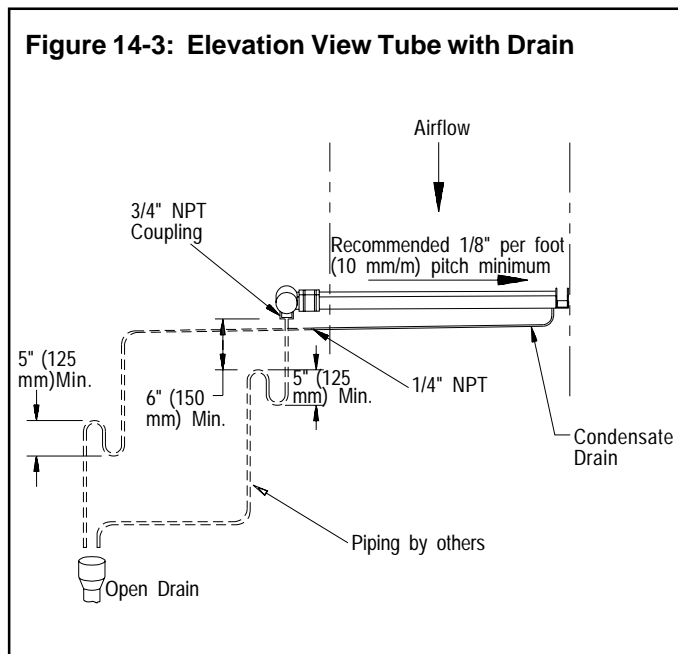 Figure 14-3: Elevation View Tube with Drain
Airflow
3/4" NPT
Coupling
Recommended 1/8" per foot
(10 mm/m) pitch minimum
5" (125
mm)Min.
6" (150
mm) Min.
5" (125
mm) Min.
1/4" NPT
Condensate
Drain
Piping by others
Open Drain